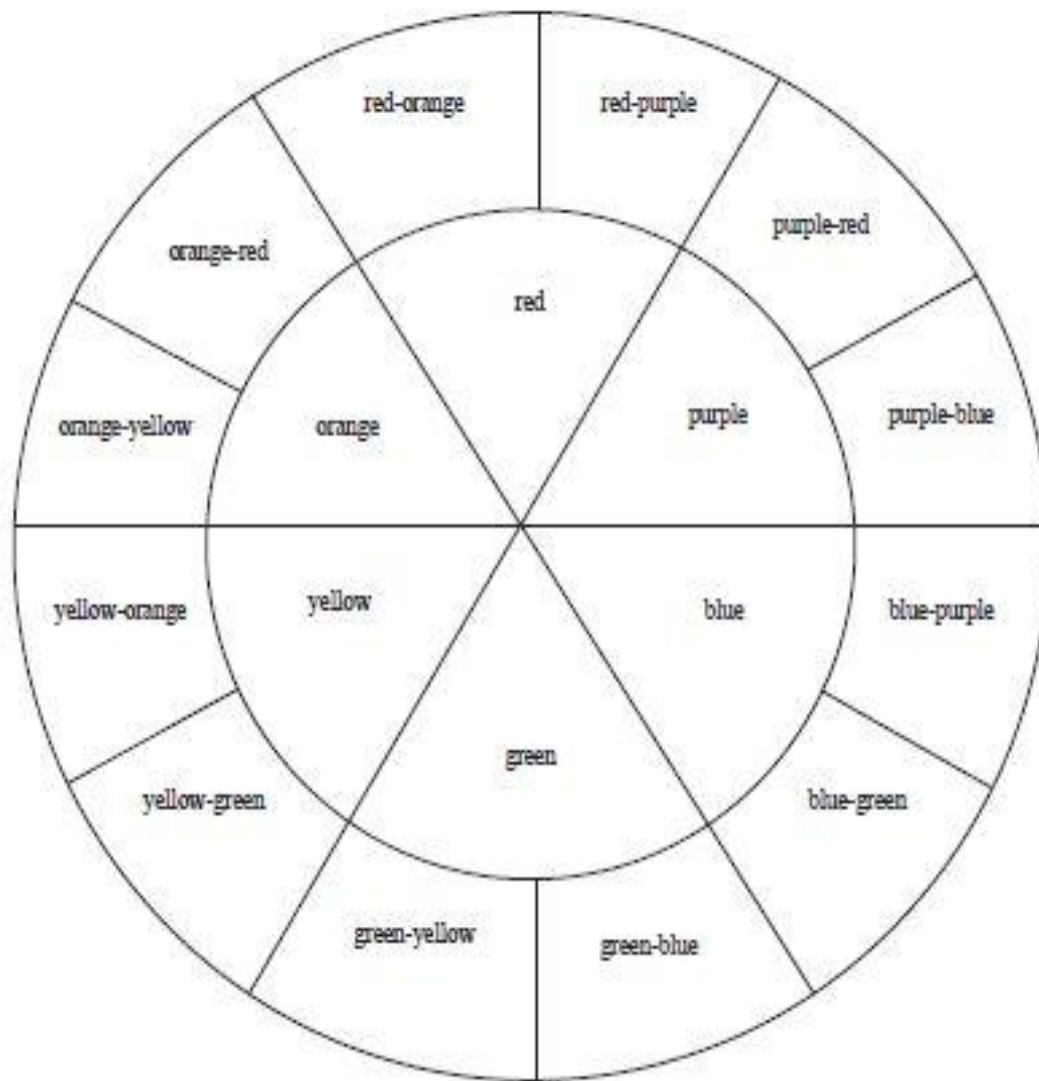 red-orange
red-purple
purple-red
orange-red
red
purple-blue
purple
orange
orange-yellow
yellow
yellow-orange
blue
blue-purple
green
yellow-green
blue-green
green-yellow
green-blue